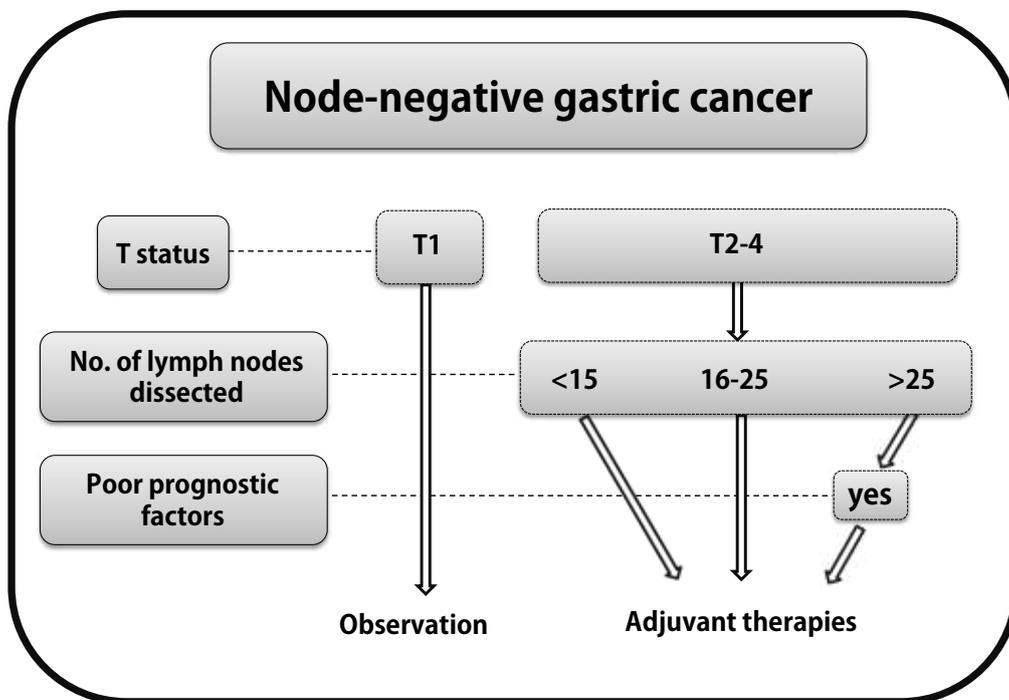 Node-negative gastric cancer
T status
T1
T2-4
No. of lymph nodes
dissected
<15
16-25
>25
Poor prognostic
factors
yes
Observation
Adjuvant therapies